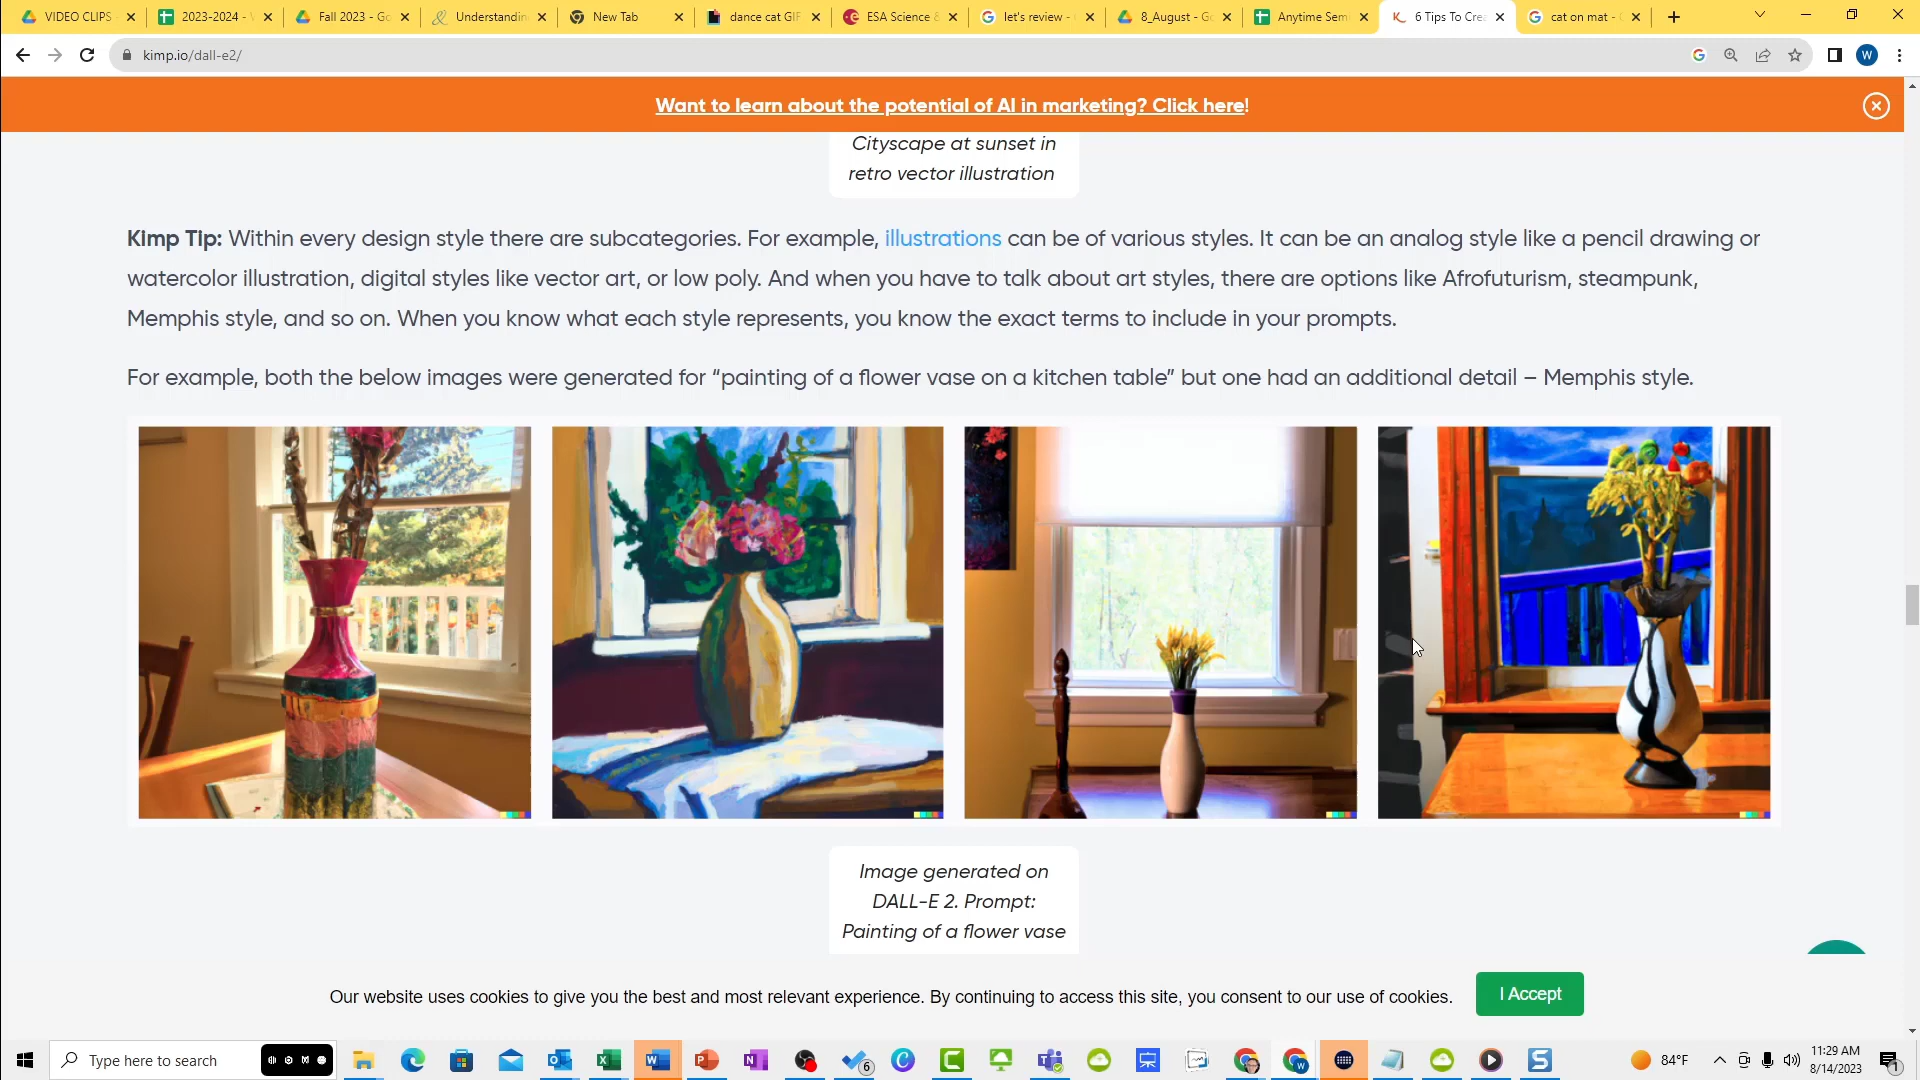 VIDEO CLIPS
2023-2024 -
Fall 2023 - Go
Understandin
New Tab
dance cat GIF
ESA Science &
let's review -
8_August - Go
Anytime Sem
6 Tips To Crea
cat on mat -
kimp.io/dall-e2/
W
Want to learn about the potential of AI in marketing? Click here!
Cityscape at sunset in
retro vector illustration
Kimp Tip: Within every design style there are subcategories. For example, illustrations can be of various styles. It can be an analog style like a pencil drawing or
watercolor illustration, digital styles like vector art, or low poly. And when you have to talk about art styles, there are options like Afrofuturism, steampunk,
Memphis style, and so on. When you know what each style represents, you know the exact terms to include in your prompts.
For example, both the below images were generated for “painting of a flower vase on a kitchen table” but one had an additional detail – Memphis style.
Image generated on
DALL-E 2. Prompt:
Painting of a flower vase
Our website uses cookies to give you the best and most relevant experience. By continuing to access this site, you consent to our use of cookies.
I Accept
Type here to search
6
84°F
11:29 AM
8/14/2023
1